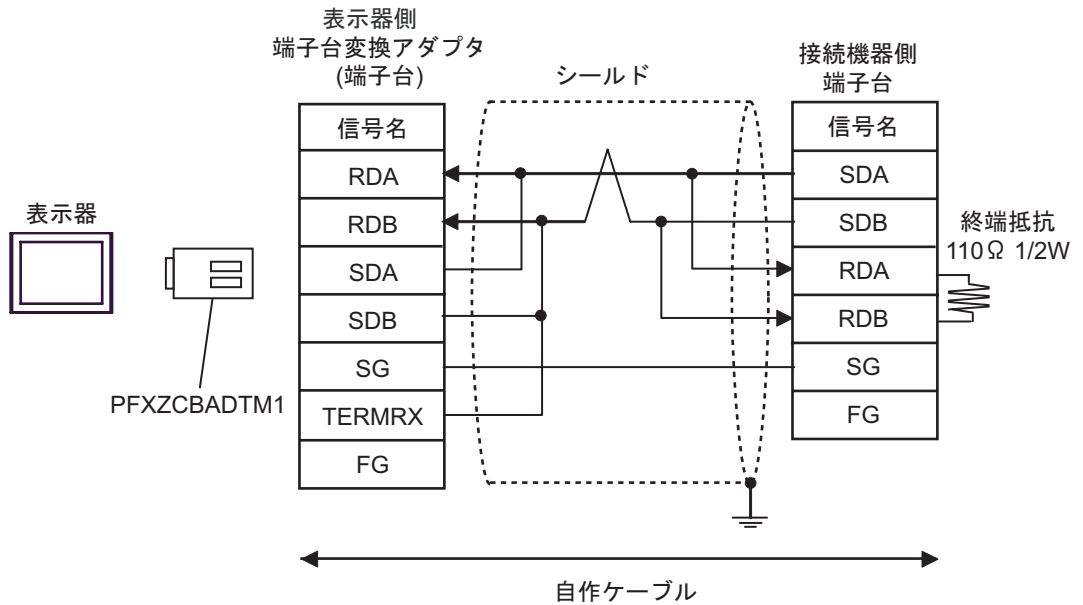 表示器側
端子台変換アダプタ
(端子台)
シールド
接続機器側
端子台
信号名
RDA
RDB
SDA
SDB
SG
TERMRX
FG
信号名
SDA
SDB
RDA
RDB
SG
FG
終端抵抗
110Ω 1/2W
表示器
PFXZCBADTM1
自作ケーブル